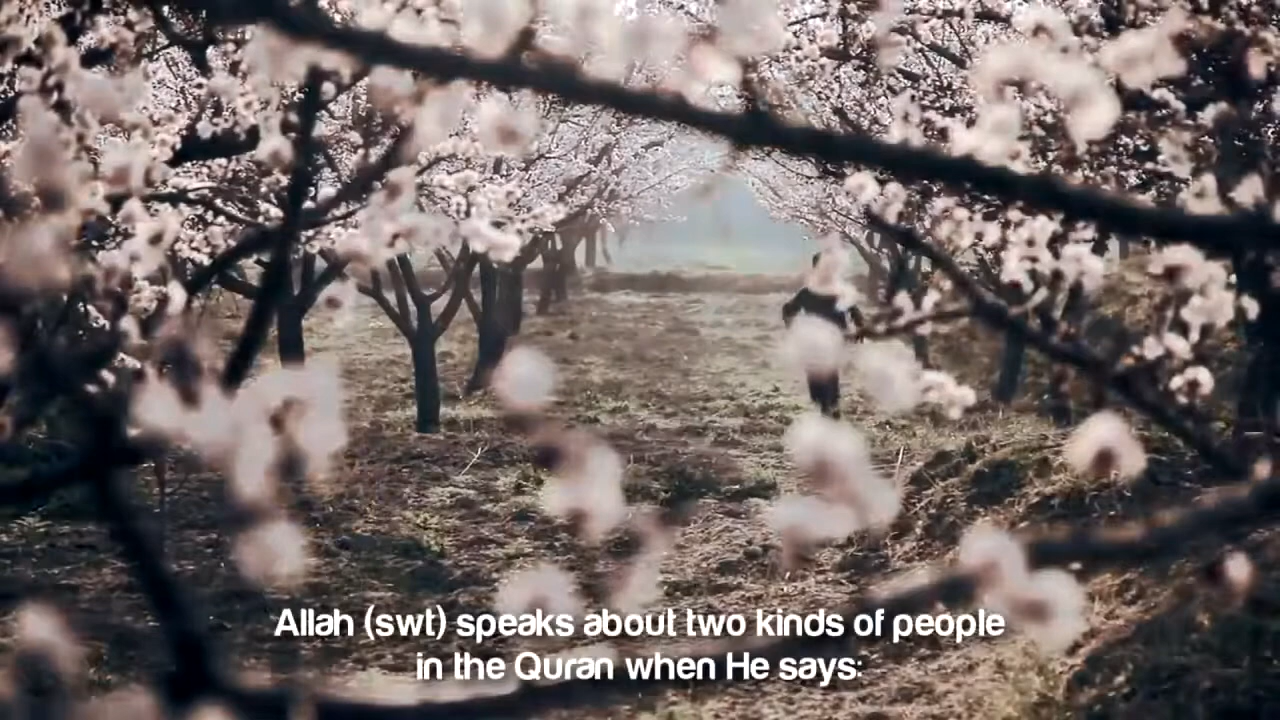 Allah (swt) speaks about two kinds of people
in the Quran when He says: